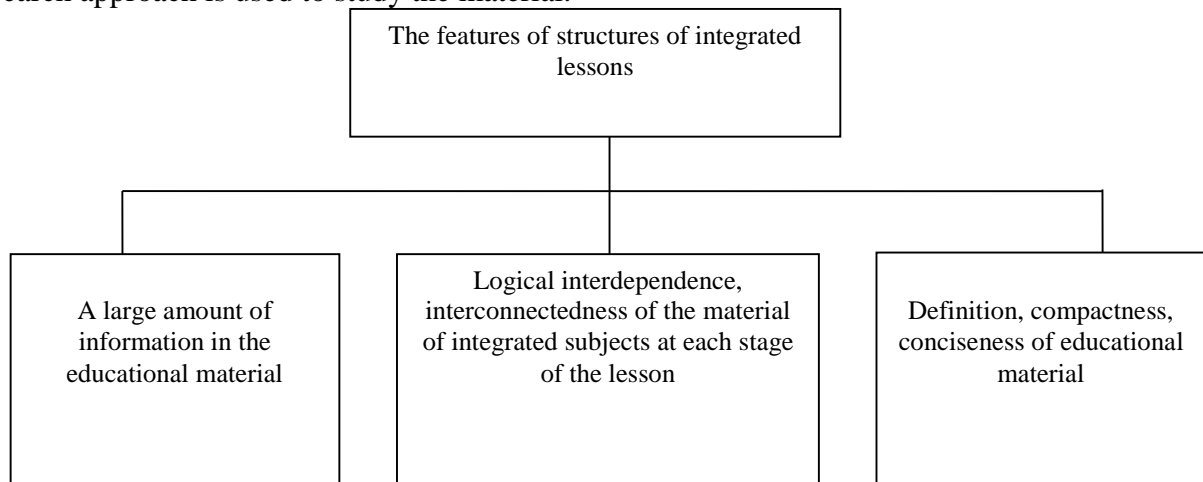 earch approach is used to study the material.
The features of structures of integrated
lessons
A large amount of
information in the
educational material
Logical interdependence,
interconnectedness of the material
of integrated subjects at each stage
of the lesson
Definition, compactness,
conciseness of educational
material